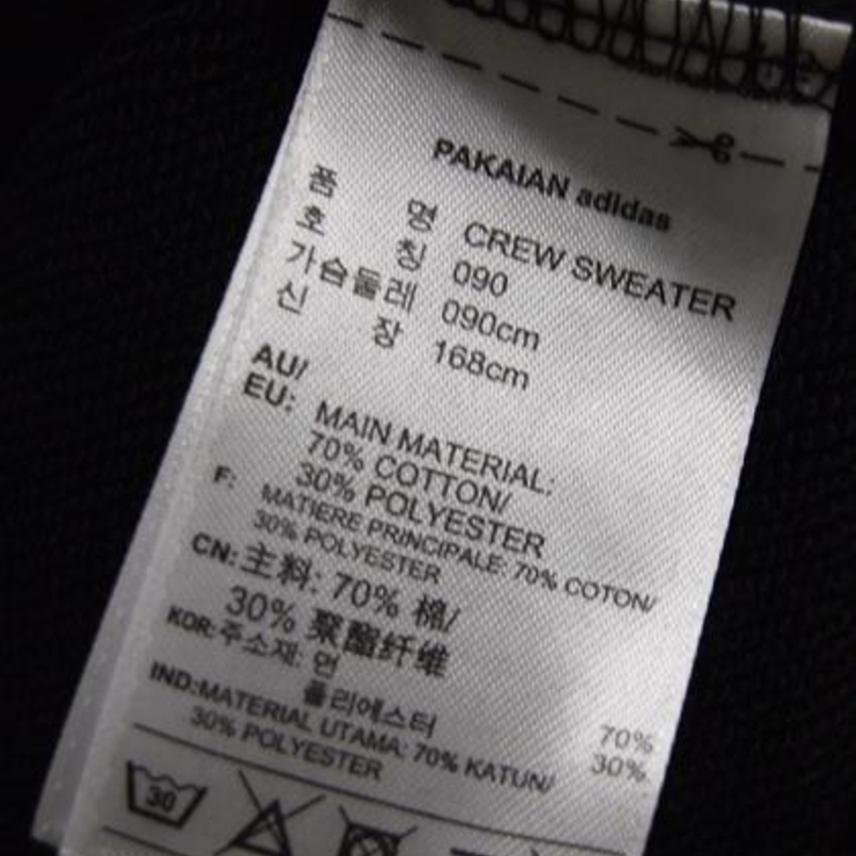 PAKAIAN adidas
품 명 CREW SWEATER
호 칭 090
가슴둘레 090cm
신 장 168cm
AU/
EU: MAIN MATERIAL:
70% COTTON/
30% POLYESTER
F: MATIERE PRINCIPALE: 70% COTON/
30% POLYESTER
CN: 主料: 70% 棉/
30% 聚酯纤维
KOR: 주소재: 면 70%
폴리에스터 30%
IND: MATERIAL UTAMA: 70% KATUN/
30% POLYESTER
30